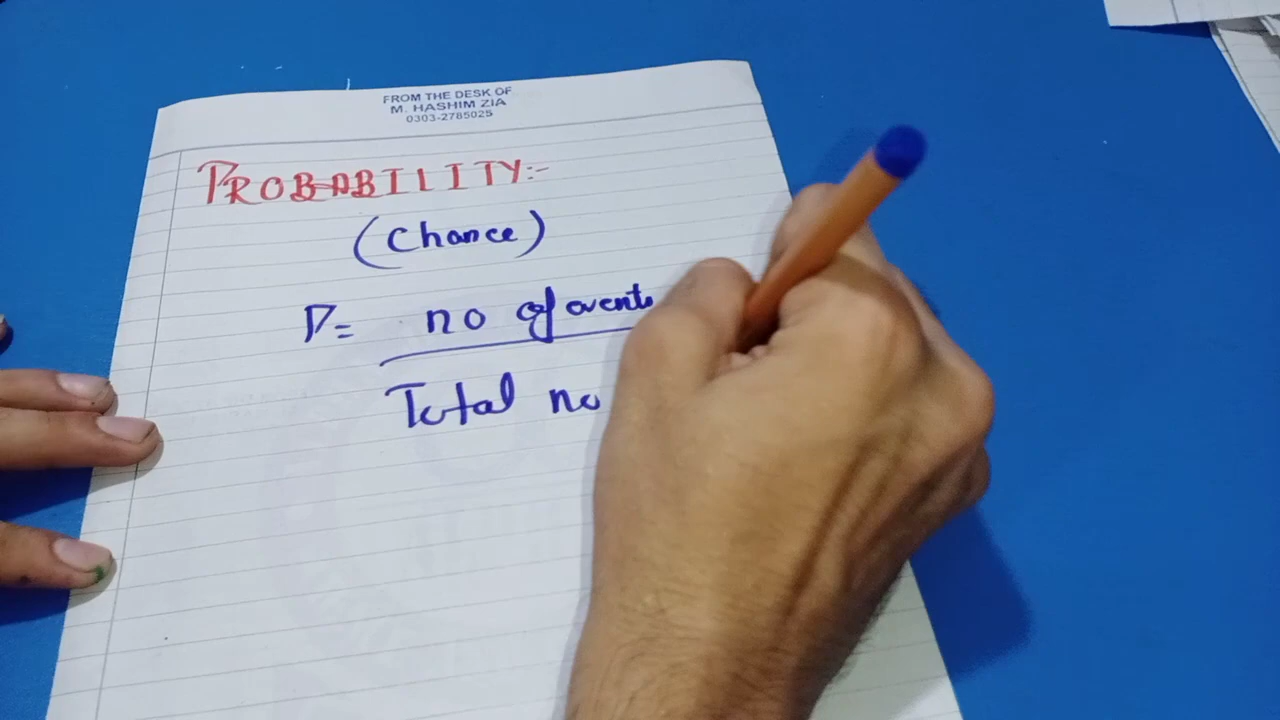 FROM THE DESK OF
M. HASHIM ZIA
0303-2785025
PROBABILITY:-
(Chance)
P= no of events
Total no